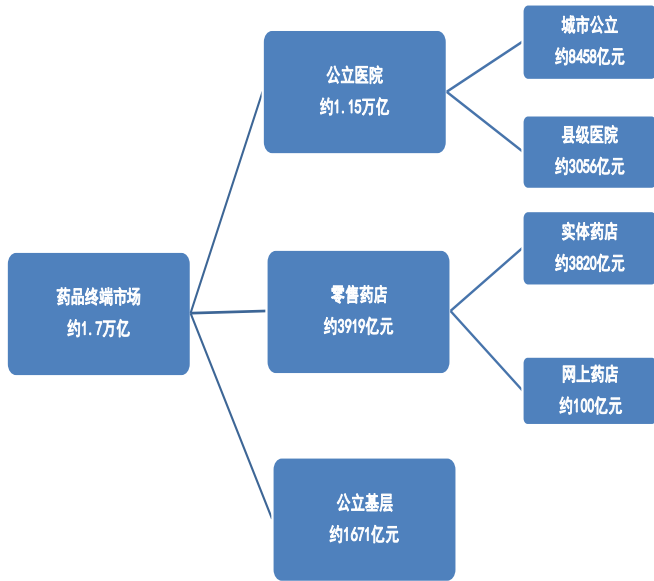 城市公立
约8458亿元
公立医院
约1.15万亿
县级医院
约3056亿元
实体药店
约3820亿元
药品终端市场
约1.7万亿
零售药店
约3919亿元
网上药店
约100亿元
公立基层
约1671亿元